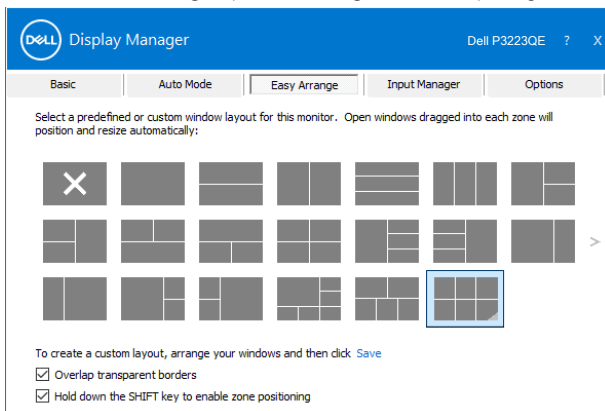 DELL Display Manager Dell P3223QE ? X
Basic Auto Mode Easy Arrange Input Manager Options
Select a predefined or custom window layout for this monitor. Open windows dragged into each zone will
position and resize automatically:
>
To create a custom layout, arrange your windows and then click Save
Overlap transparent borders
Hold down the SHIFT key to enable zone positioning